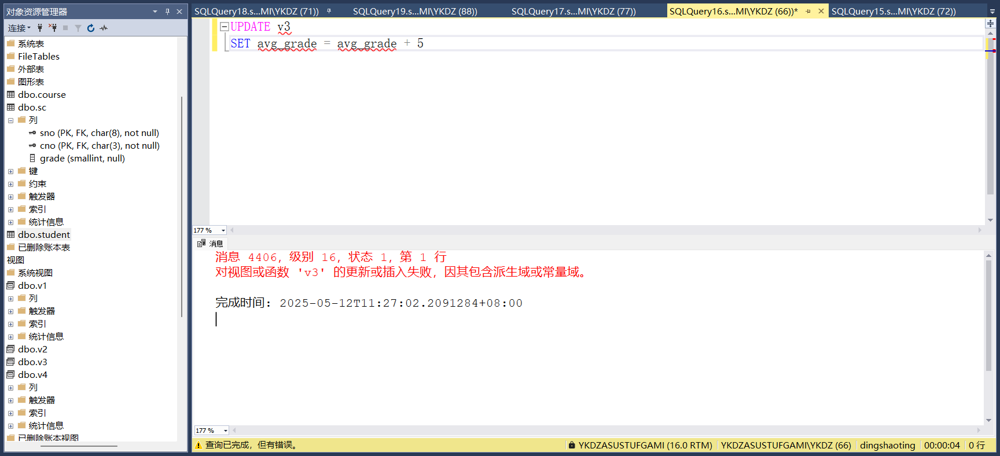 对象资源管理器
连接
系统表
FileTables
外部表
图形表
dbo.course
dbo.sc
列
sno (PK, FK, char(8), not null)
cno (PK, FK, char(3), not null)
grade (smallint, null)
键
约束
触发器
索引
统计信息
dbo.student
已删除账本表
视图
系统视图
dbo.v1
列
触发器
索引
统计信息
dbo.v2
dbo.v3
dbo.v4
列
触发器
索引
统计信息
已删除账本视图
SQLQuery18.s...MI\YKDZ (71))
SQLQuery19.s...MI\YKDZ (88))
SQLQuery17.s...MI\YKDZ (77))
SQLQuery16.s...MI\YKDZ (66))*
SQLQuery15.s...MI\YKDZ (72))
UPDATE v3
SET avg_grade = avg_grade + 5
177 %
消息
消息 4406，级别 16，状态 1，第 1 行
对视图或函数 'v3' 的更新或插入失败，因其包含派生域或常量域。
完成时间: 2025-05-12T11:27:02.2091284+08:00
177 %
查询已完成，但有错误。
YKDZASUSTUFGAMI (16.0 RTM)
YKDZASUSTUFGAMI\YKDZ (66)
dingshaoting
00:00:04
0 行